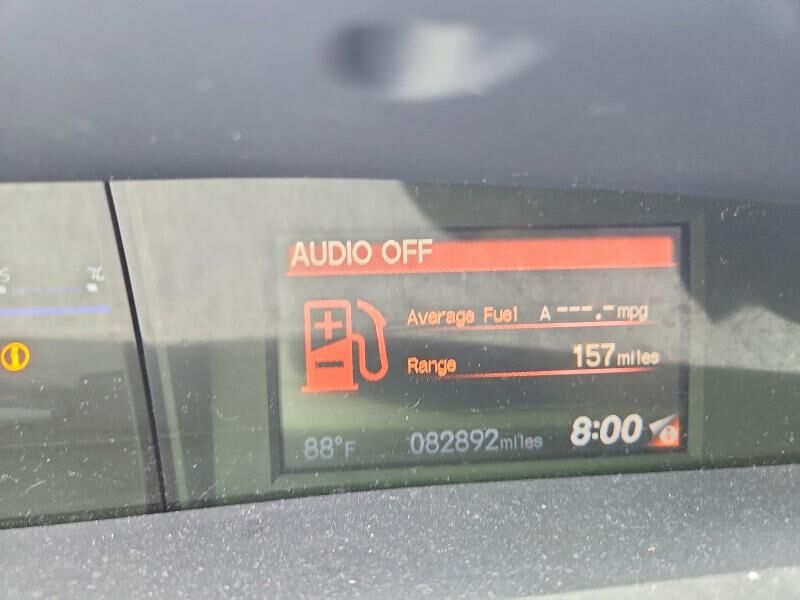 AUDIO OFF
Average Fuel A ---.- mpg
Range 157 miles
88°F 082892 miles 8:00